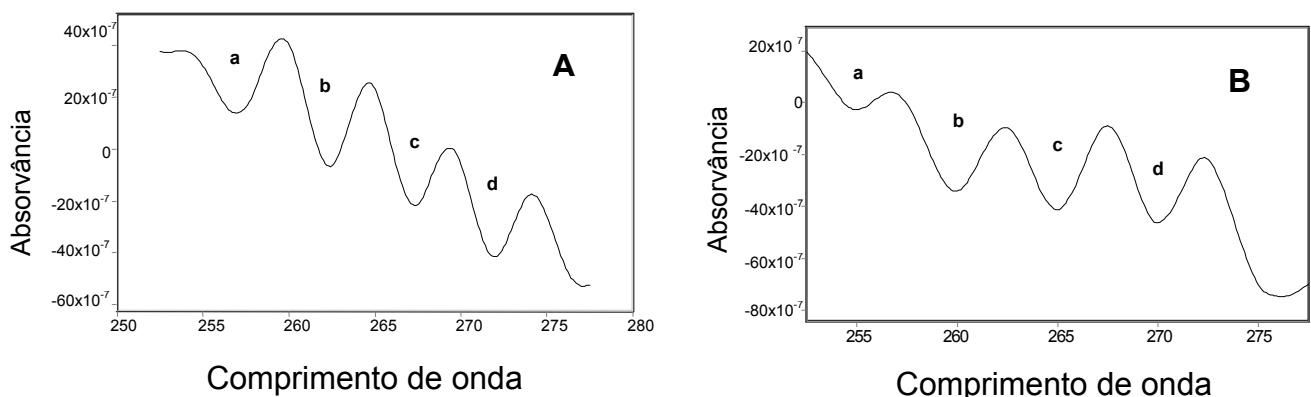 40x10⁻⁷
20x10⁻⁷
0
-20x10⁻⁷
-40x10⁻⁷
-60x10⁻⁷
250 255 260 265 270 275 280
a
b
c
d
A
Absorvância
Comprimento de onda
20x10⁷
0
-20x10⁻⁷
-40x10⁻⁷
-60x10⁻⁷
-80x10⁻⁷
255 260 265 270 275
a
b
c
d
B
Absorvância
Comprimento de onda